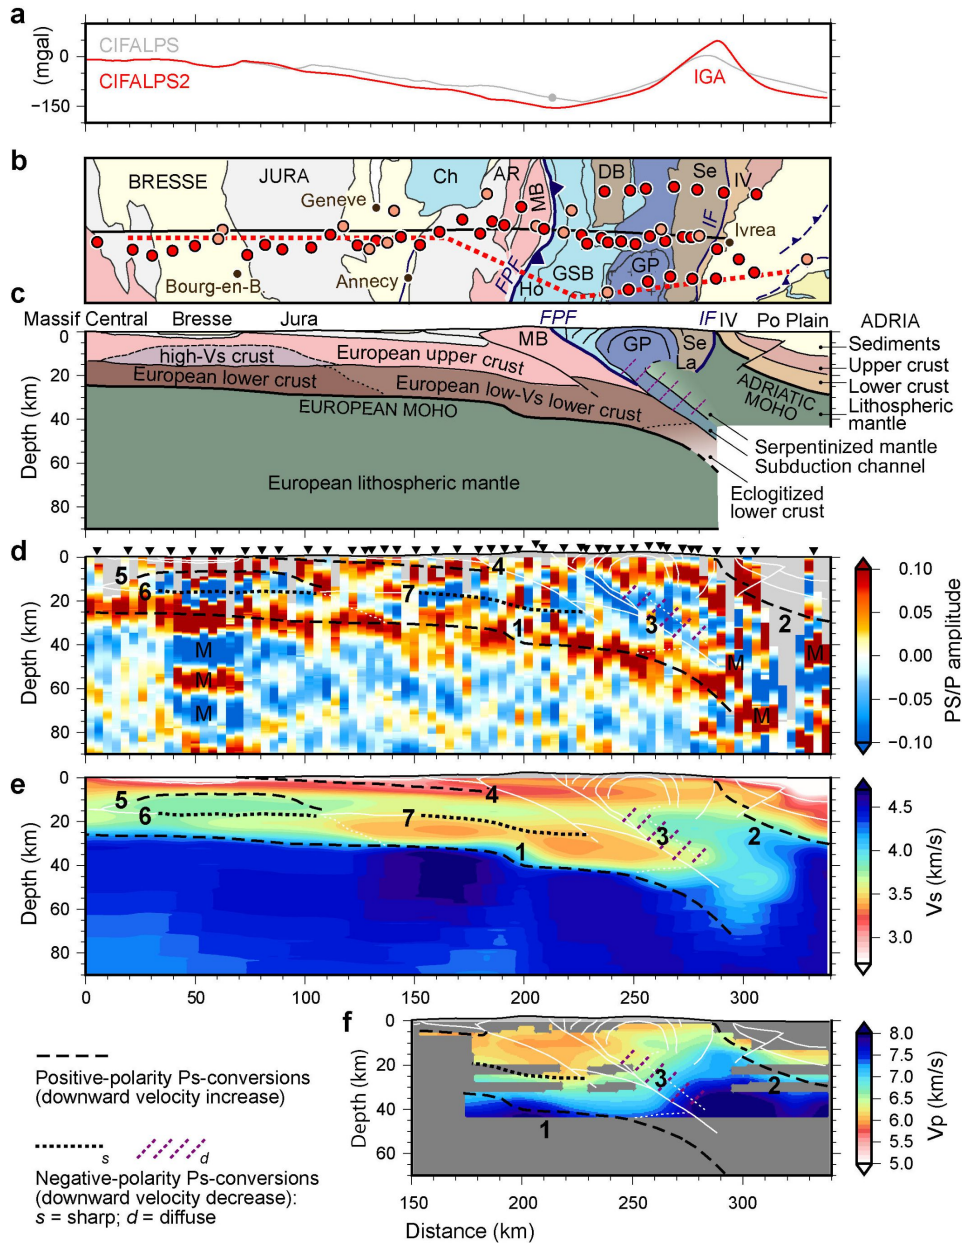 a
(mgal)
0
−150
CIFALPS
CIFALPS2
IGA
b
BRESSE
JURA
Ch
AR
MB
DB
Se
IV
Geneve
Bourg-en-B.
Annecy
FPF
Ho
GSB
GP
IF
Ivrea
c
Massif Central
Bresse
Jura
FPF
IF
IV
Po Plain
ADRIA
Depth (km)
0
20
40
60
80
high-Vs crust
European upper crust
European lower crust
European low-Vs lower crust
EUROPEAN MOHO
European lithospheric mantle
MB
GP
Se
La
ADRIATIC
MOHO
Sediments
Upper crust
Lower crust
Lithospheric
mantle
Serpentinized mantle
Subduction channel
Eclogitized
lower crust
d
Depth (km)
0
20
40
60
80
5
6
7
4
1
3
2
M
M
M
M
M
M
0.10
0.05
0.00
−0.05
−0.10
PS/P amplitude
e
Depth (km)
0
20
40
60
80
5
6
7
4
1
3
2
4.5
4.0
3.5
3.0
Vs (km/s)
0
50
100
150
200
250
300
f
Depth (km)
0
20
40
60
1
3
2
8.0
7.5
7.0
6.5
6.0
5.5
5.0
Vp (km/s)
150
200
250
300
Distance (km)
Positive-polarity Ps-conversions
(downward velocity increase)
s
d
Negative-polarity Ps-conversions
(downward velocity decrease):
s = sharp; d = diffuse